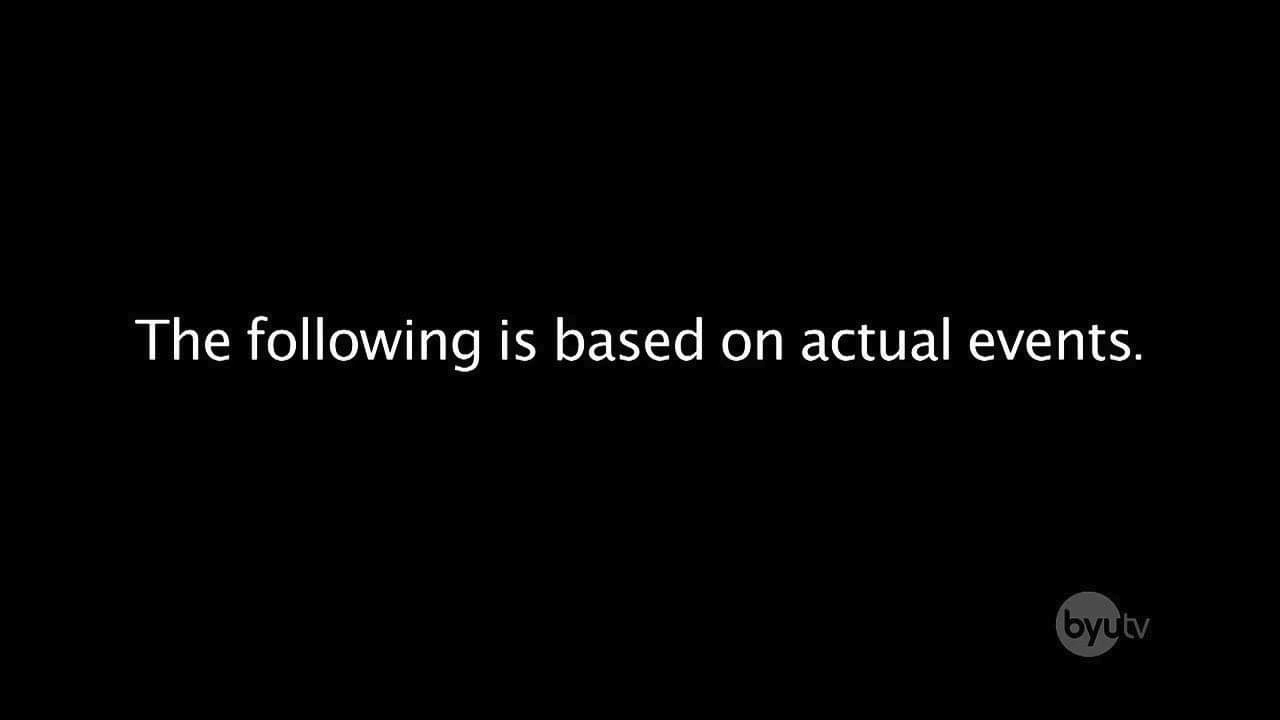 The following is based on actual events.
byutv